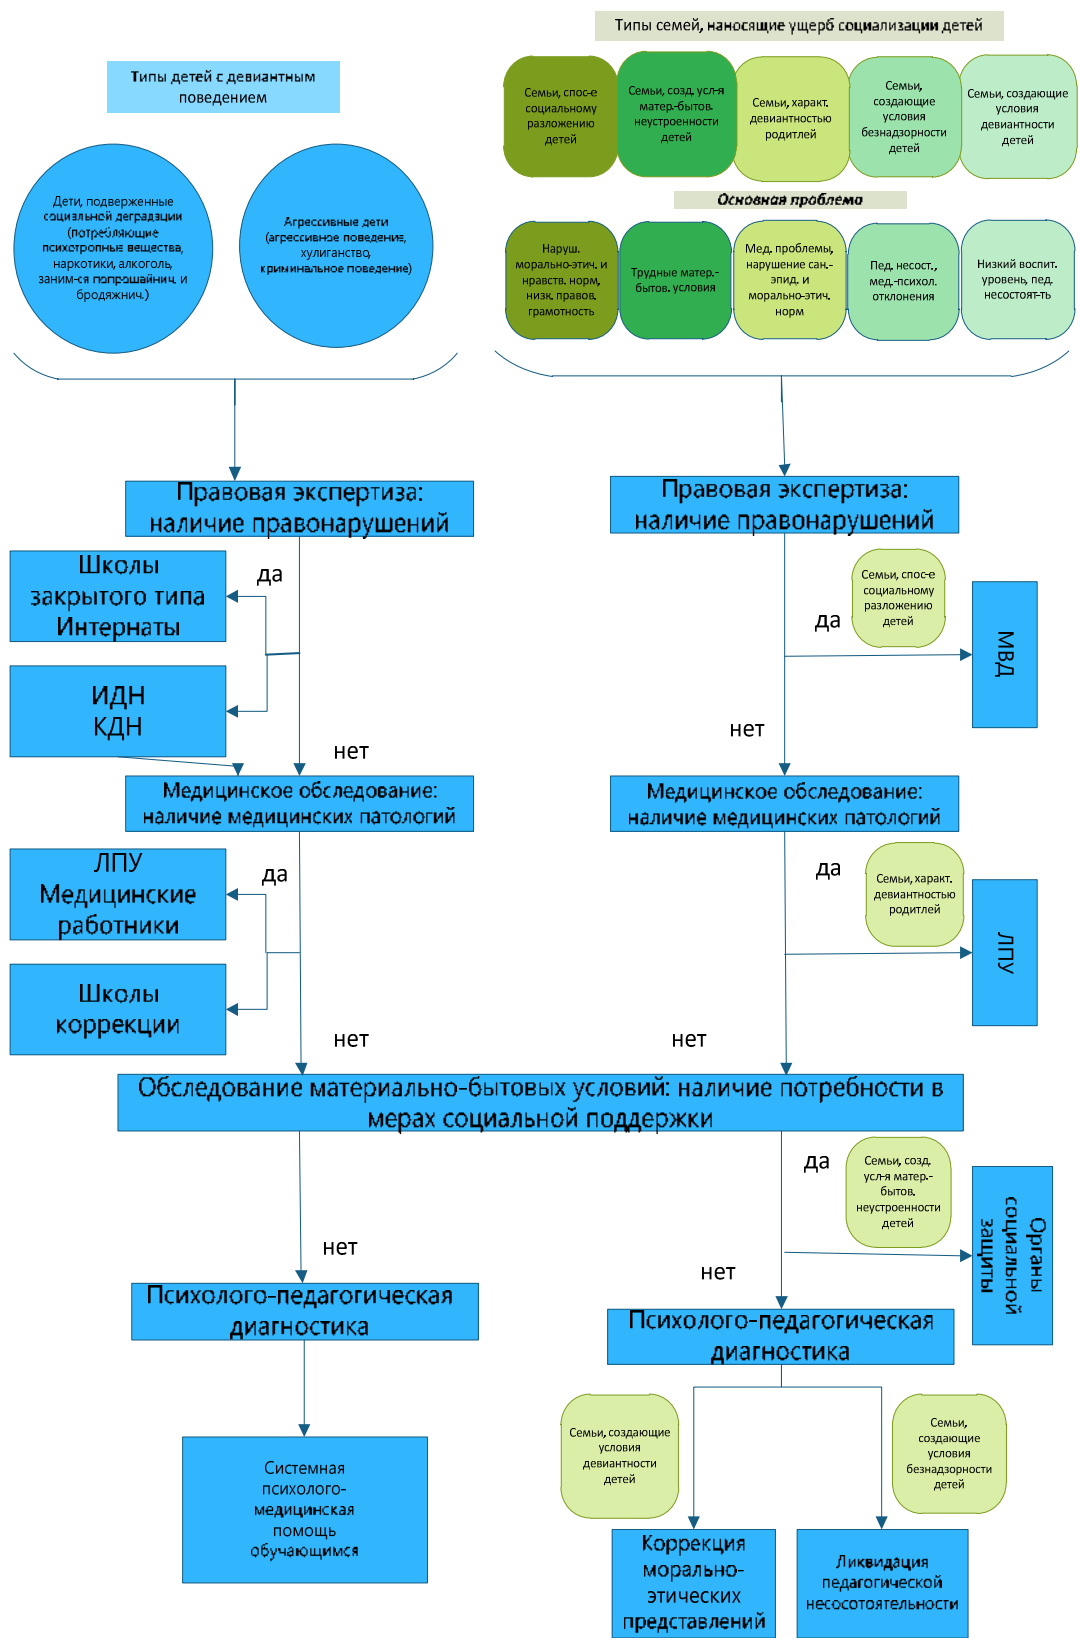 Типы семей, наносящие ущерб социализации детей
Типы детей с девиантным
поведением
Семьи, спос-е
социальному
разложению
детей
Семьи, созд. усл-я
матер.-бытов.
неустроенности
детей
Семьи, характ.
девиантностью
родитлей
Семьи,
создающие
условия
безнадзорности
детей
Семьи, создающие
условия
девиантности
детей
Основная проблема
Дети, подверженные
социальной деградации
(потребляющие
психотропные вещества,
наркотики, алкоголь,
заним-ся попрошайнич. и
бродяжнич.)
Агрессивные дети
(агрессивное поведение,
хулиганство,
криминальное поведение)
Наруш.
морально-этич. и
нравств. норм,
низк. правов.
грамотность
Трудные матер.-
бытов. условия
Мед. проблемы,
нарушение сан.-
эпид. и
морально-этич.
норм
Пед. несост.,
мед.-психол.
отклонения
Низкий воспит.
уровень, пед.
несостоят-ть
Правовая экспертиза:
наличие правонарушений
Правовая экспертиза:
наличие правонарушений
Школы
закрытого типа
Интернаты
да
Семьи, спос-е
социальному
разложению
детей
да
МВД
ИДН
КДН
нет
нет
Медицинское обследование:
наличие медицинских патологий
Медицинское обследование:
наличие медицинских патологий
ЛПУ
Медицинские
работники
да
да
Семьи, характ.
девиантностью
родитлей
ЛПУ
Школы
коррекции
нет
нет
Обследование материально-бытовых условий: наличие потребности в
мерах социальной поддержки
да
Семьи, созд.
усл-я матер.-
бытов.
неустроенности
детей
Органы
социальной
защиты
нет
нет
Психолого-педагогическая
диагностика
Психолого-педагогическая
диагностика
Семьи, создающие
условия
девиантности
детей
Семьи,
создающие
условия
безнадзорности
детей
Системная
психолого-
медицинская
помощь
обучающимся
Коррекция
морально-
этических
представлений
Ликвидация
педагогической
несосотоятельности